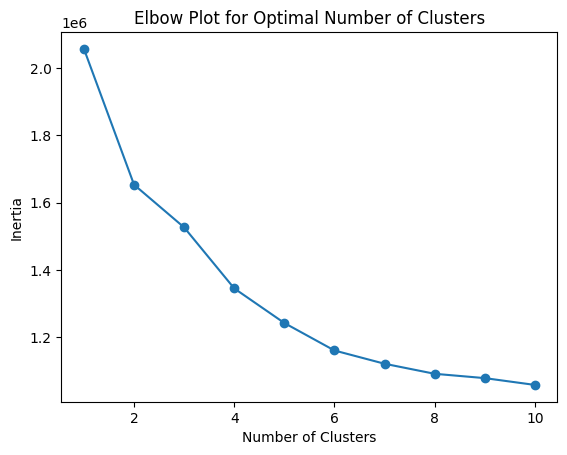 Elbow Plot for Optimal Number of Clusters
1e6
2.0
1.8
1.6
1.4
1.2
Inertia
2 4 6 8 10
Number of Clusters